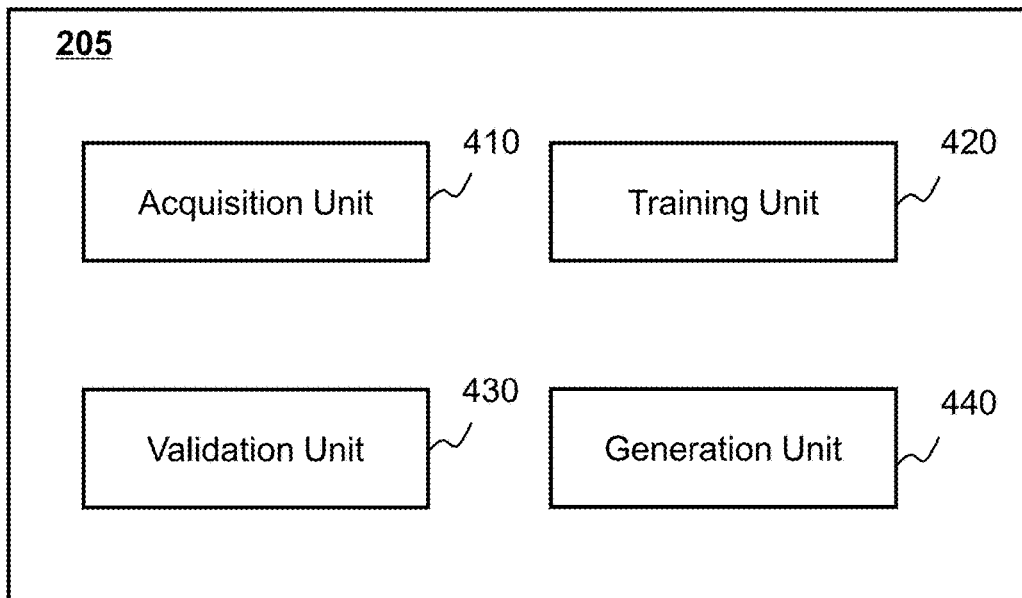 205
410
420
Acquisition Unit
Training Unit
430
440
Validation Unit
Generation Unit